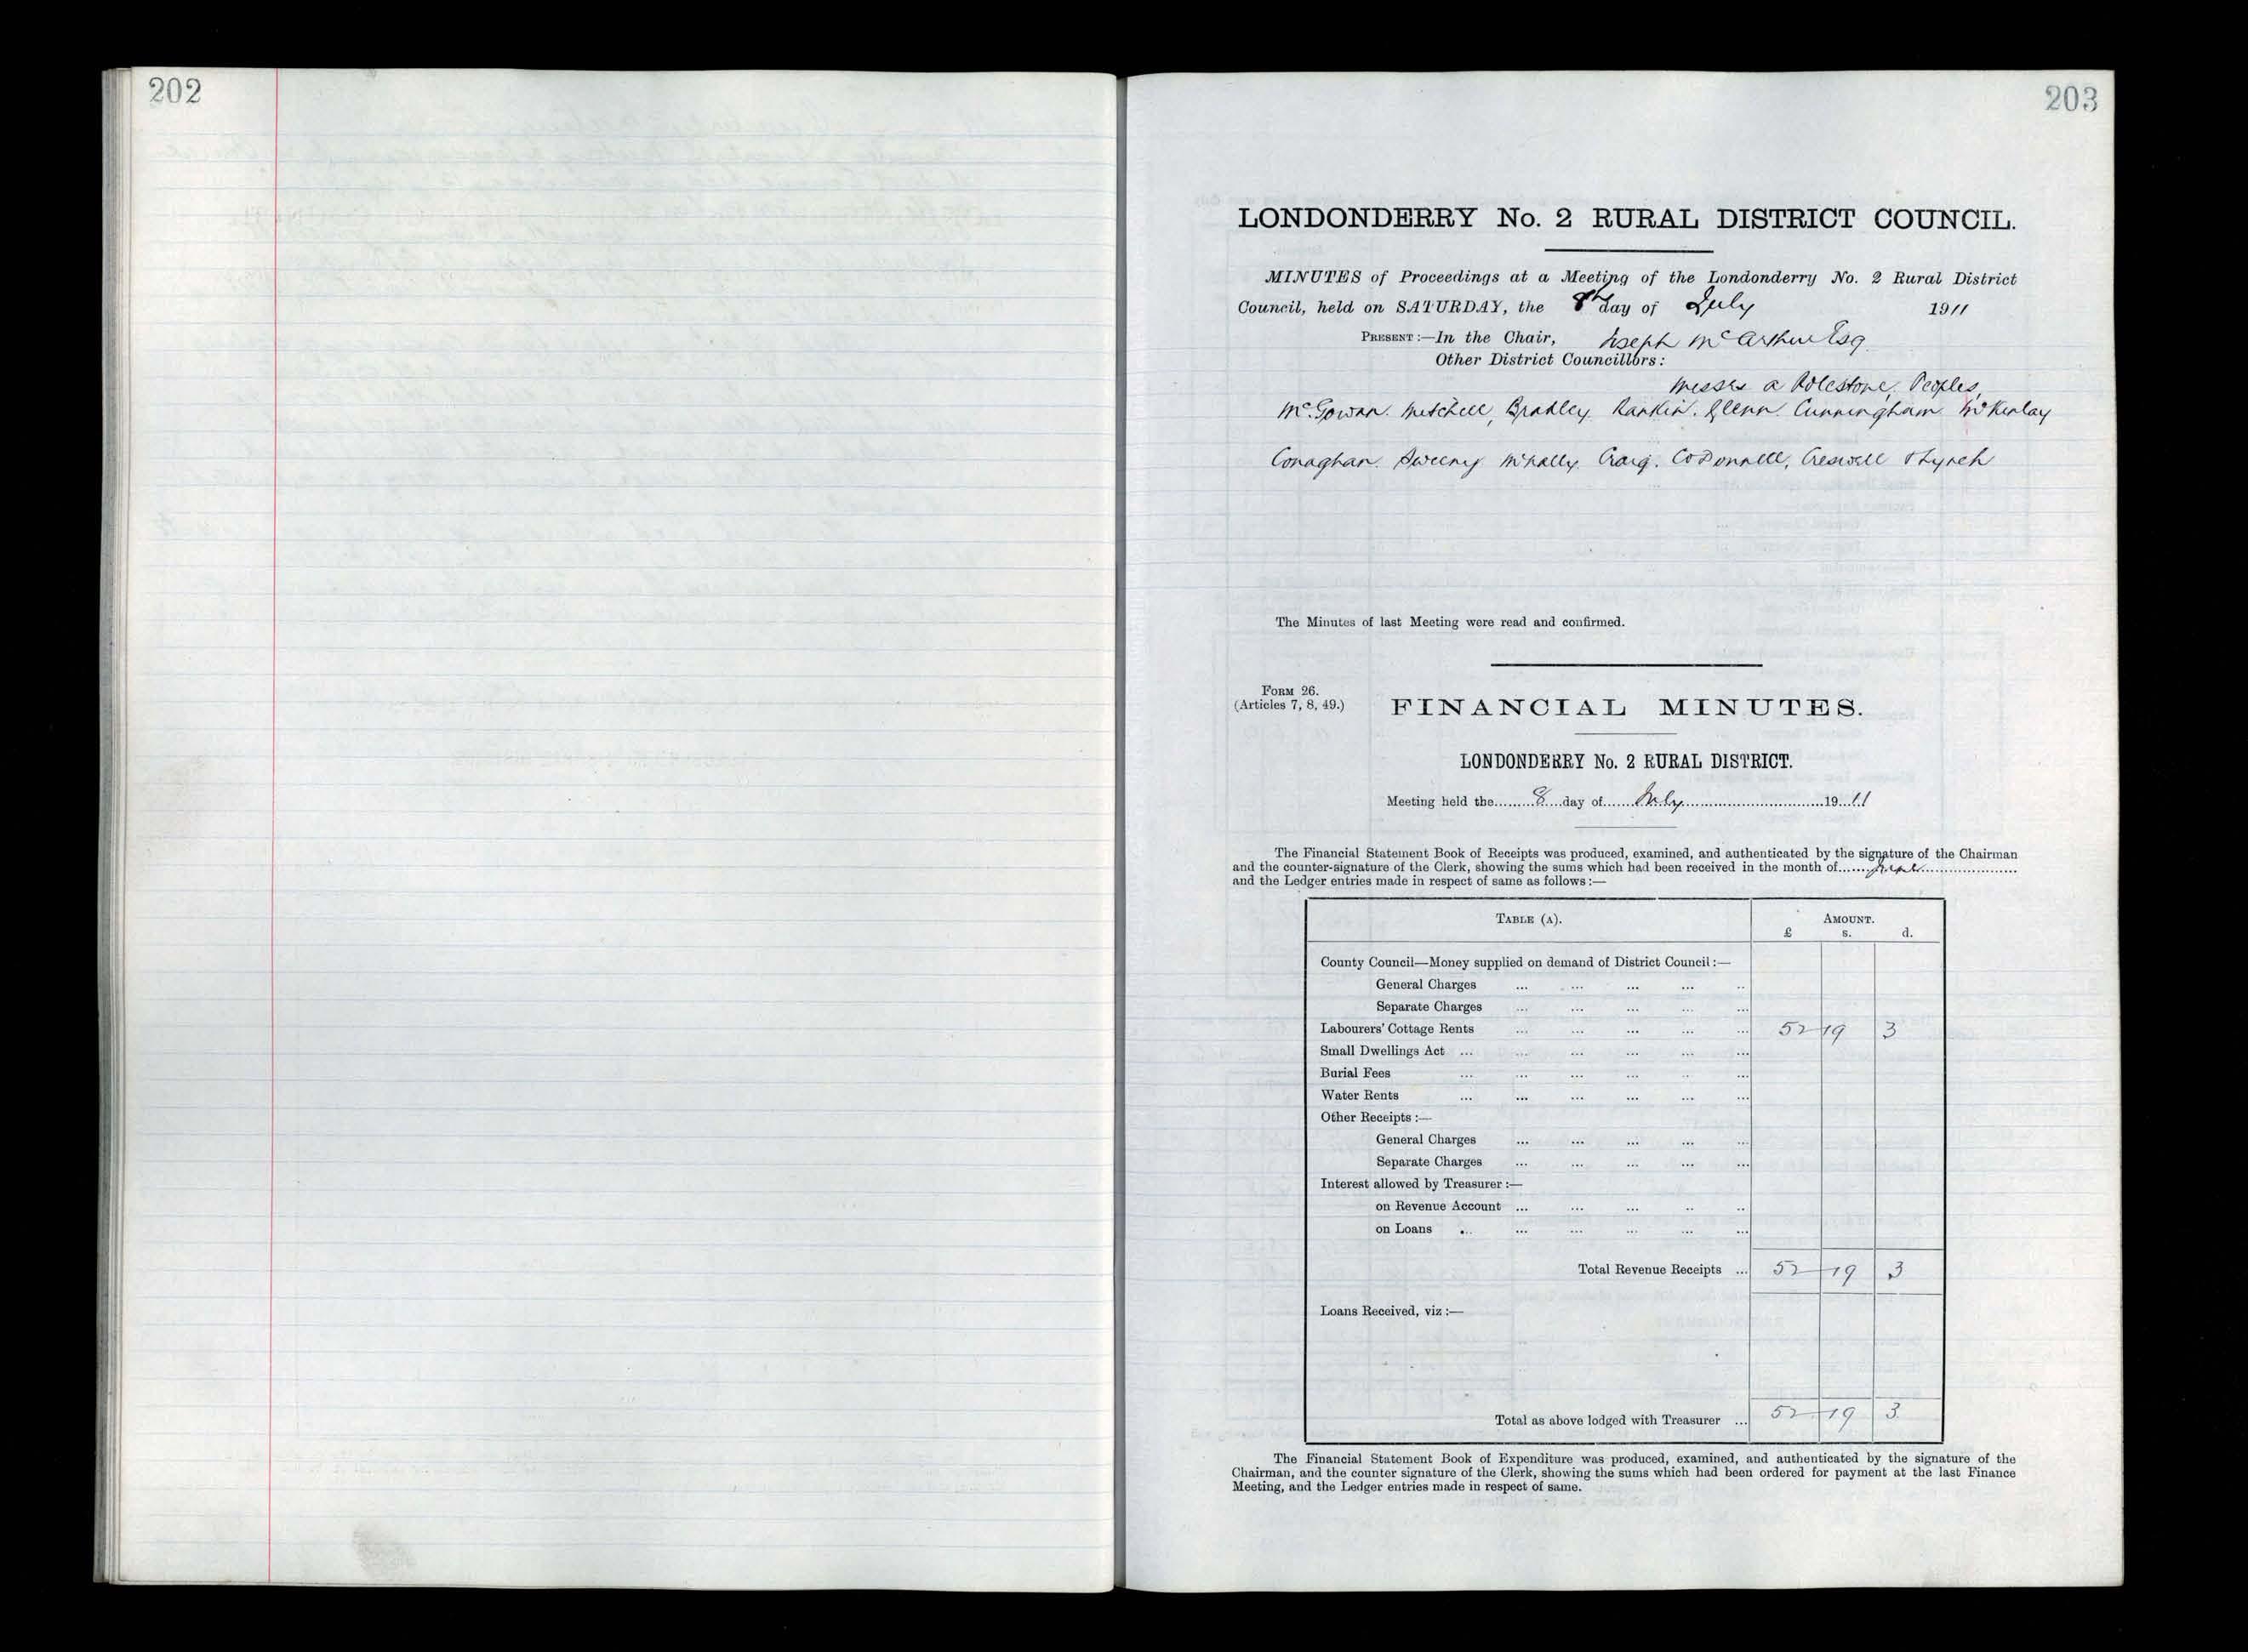 202
203
LONDONDERRY No. 2 RURAL DISTRICT COUNCIL.
MINUTES of Proceedings at a Meeting of the Londonderry No. 2 Rural District
Council, held on SATURDAY, the 8th day of July 1911
PRESENT:—In the Chair, Joseph McArthur Esq
Other District Councillors:
Messrs a Rolestone, Peoples,
McGowan. Mitchell, Bradley Rankin. Glenn Cunningham McKinlay
Conaghan. Sweeny McNally. Craig. Co Donnell, Creswell & Lynch
The Minutes of last Meeting were read and confirmed.
FORM 26.
(Articles 7, 8, 49.)
FINANCIAL MINUTES.
LONDONDERRY No. 2 RURAL DISTRICT.
Meeting held the.........8....day of......July..............................19...11
The Financial Statement Book of Receipts was produced, examined, and authenticated by the signature of the Chairman
and the counter-signature of the Clerk, showing the sums which had been received in the month of......June.....................
and the Ledger entries made in respect of same as follows:—
TABLE (A). AMOUNT.
£ s. d.
County Council—Money supplied on demand of District Council:—
General Charges ... ... ... ... ..
Separate Charges ... ... ... ... ...
Labourers' Cottage Rents ... ... ... ... ... 52 19 3
Small Dwellings Act ... ... ... ... ... ...
Burial Fees ... ... ... ... .. ...
Water Rents ... ... ... ... ... ...
Other Receipts:—
General Charges ... ... ... ... ...
Separate Charges ... ... ... ... ...
Interest allowed by Treasurer:—
on Revenue Account ... ... ... .. ..
on Loans ... ... ... ... ... ...
Total Revenue Receipts ... 52 19 3
Loans Received, viz:—
Total as above lodged with Treasurer ... 52 19 3
The Financial Statement Book of Expenditure was produced, examined, and authenticated by the signature of the
Chairman, and the counter signature of the Clerk, showing the sums which had been ordered for payment at the last Finance
Meeting, and the Ledger entries made in respect of same.